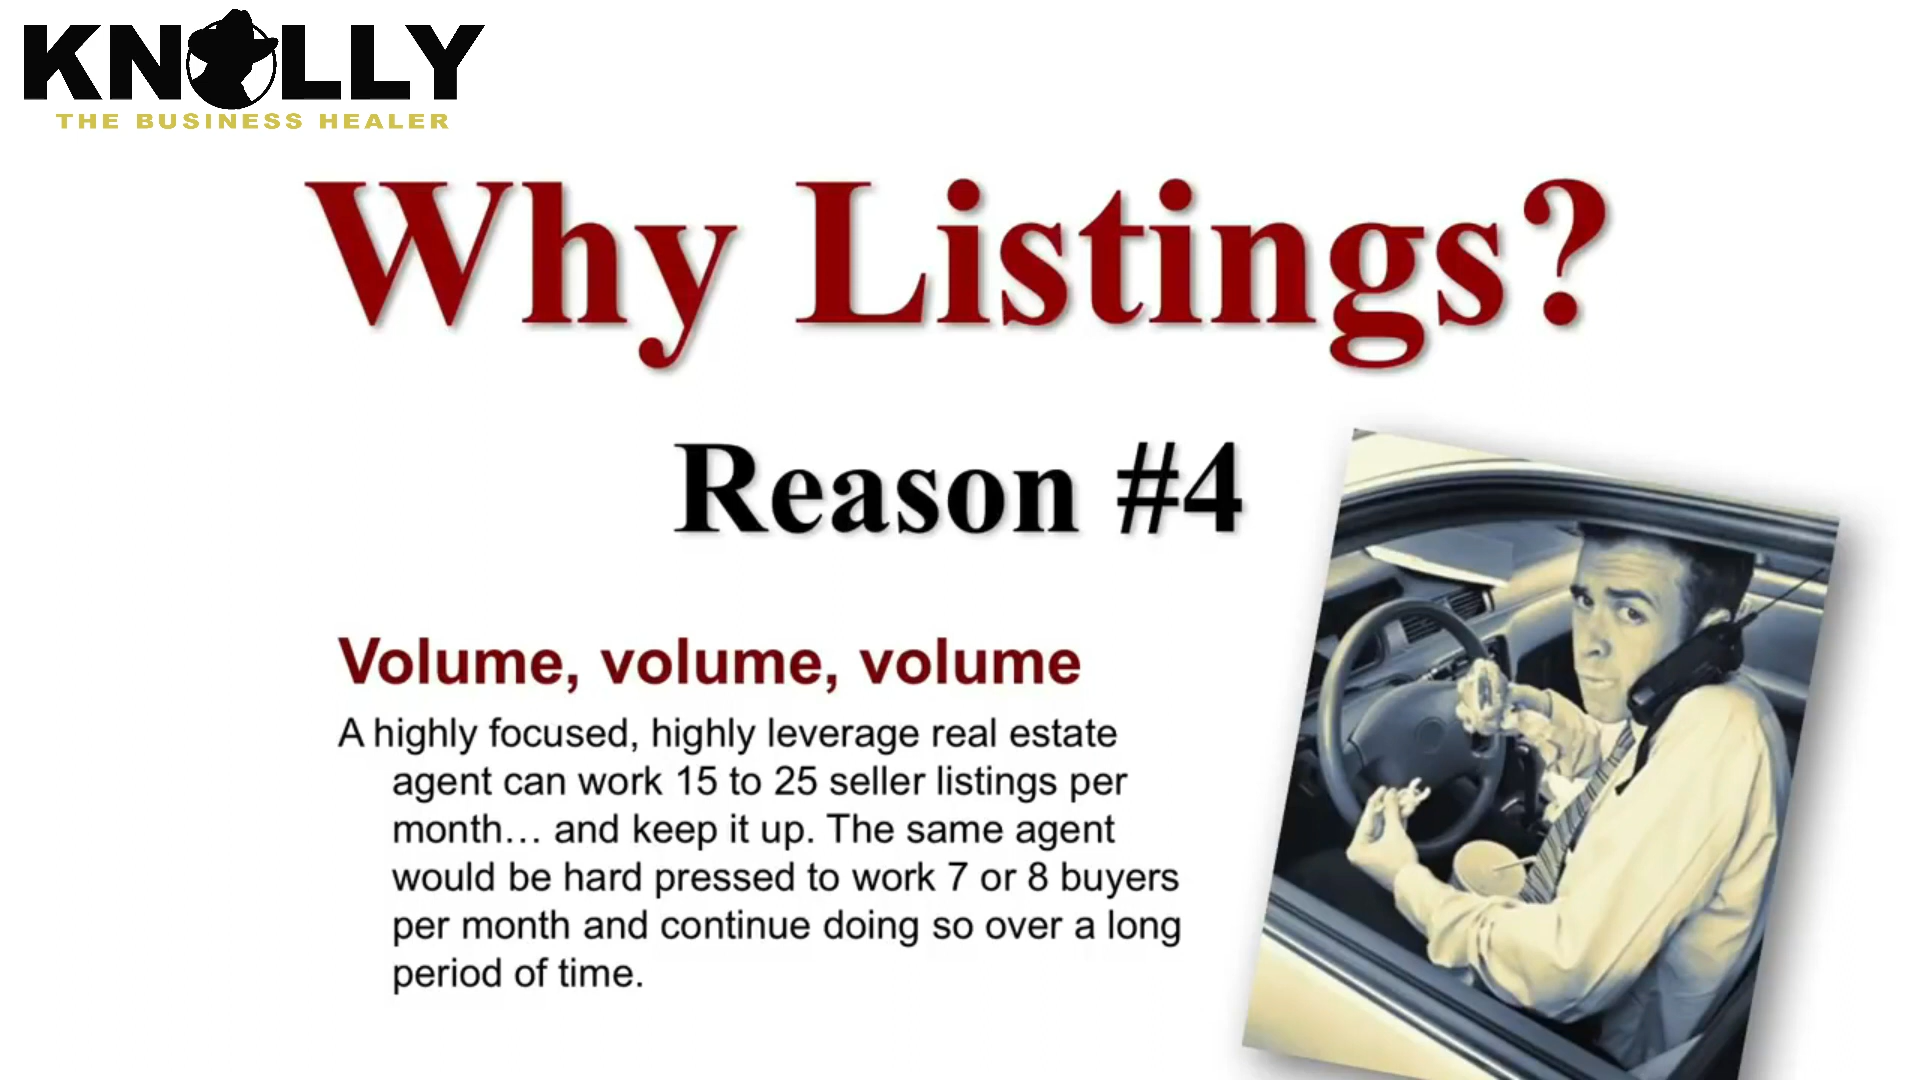 KNOLLY
THE BUSINESS HEALER
Why Listings?
Reason #4
Volume, volume, volume
A highly focused, highly leverage real estate
agent can work 15 to 25 seller listings per
month… and keep it up. The same agent
would be hard pressed to work 7 or 8 buyers
per month and continue doing so over a long
period of time.